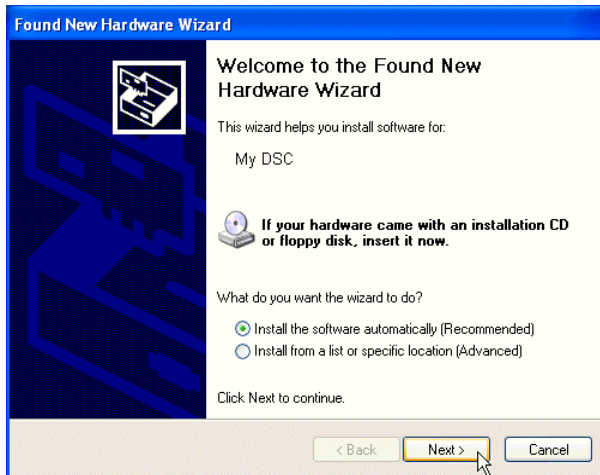 Found New Hardware Wizard
Welcome to the Found New
Hardware Wizard
This wizard helps you install software for:
My DSC
If your hardware came with an installation CD
or floppy disk, insert it now.
What do you want the wizard to do?
Install the software automatically (Recommended)
Install from a list or specific location (Advanced)
Click Next to continue.
< Back
Next >
Cancel